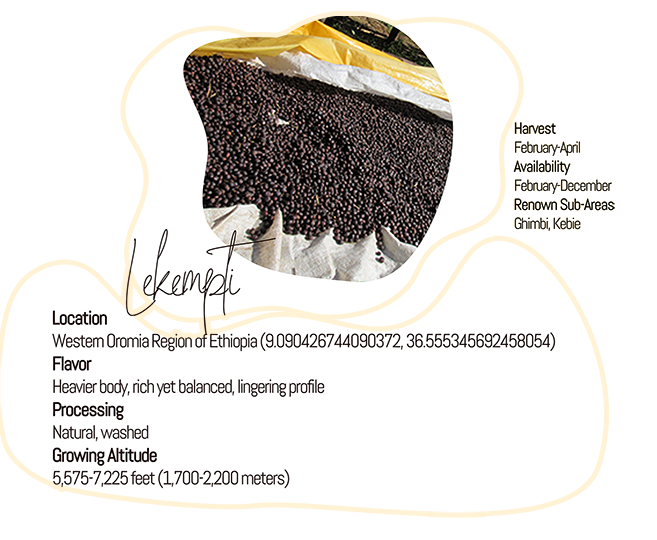 Harvest
February-April
Availability
February-December
Renown Sub-Areas
Ghimbi, Kebie
Lekempti
Location
Western Oromia Region of Ethiopia (9.090426744090372, 36.555345692458054)
Flavor
Heavier body, rich yet balanced, lingering profile
Processing
Natural, washed
Growing Altitude
5,575-7,225 feet (1,700-2,200 meters)